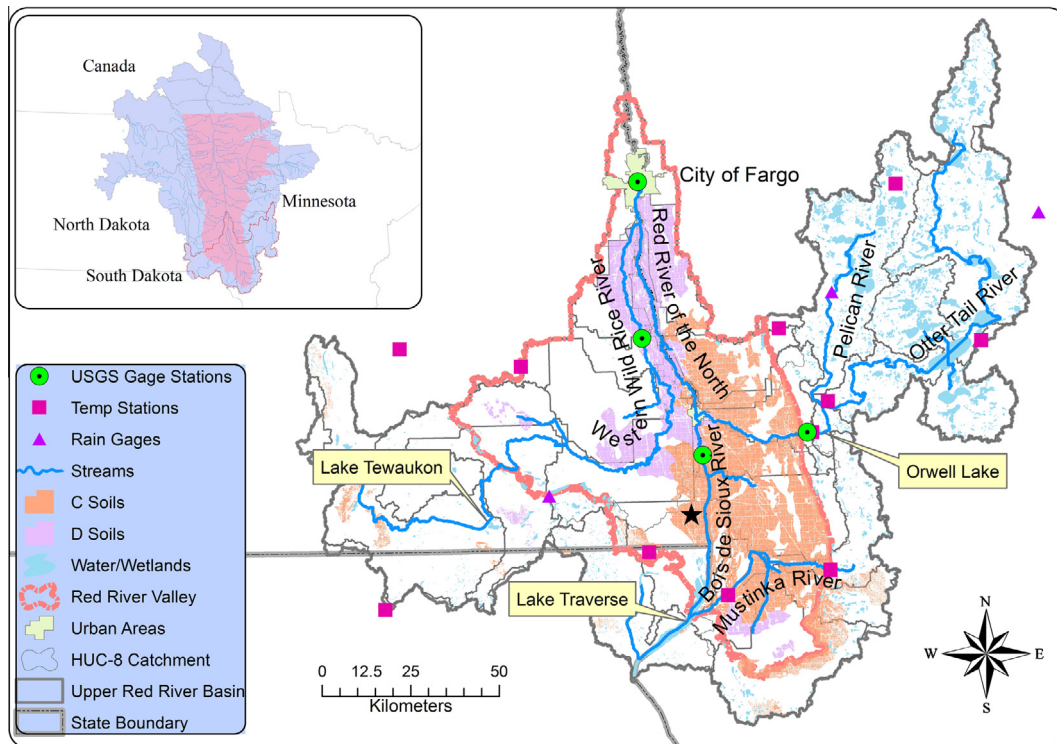 Canada
North Dakota
Minnesota
South Dakota
City of Fargo
Red River of the North
Western Wild Rice River
Pelican River
Otter Tail River
Orwell Lake
Lake Tewaukon
Bois de Sioux River
Mustinka River
Lake Traverse
USGS Gage Stations
Temp Stations
Rain Gages
Streams
C Soils
D Soils
Water/Wetlands
Red River Valley
Urban Areas
HUC-8 Catchment
Upper Red River Basin
State Boundary
0 12.5 25 50
Kilometers
N
W E
S